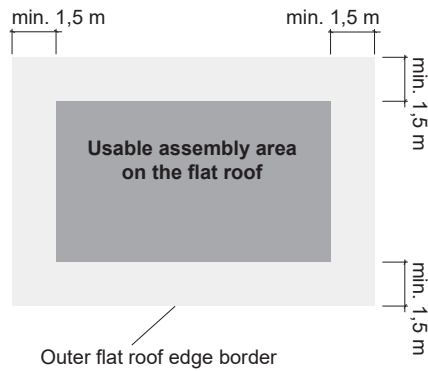 min. 1,5 m
min. 1,5 m
min. 1,5 m
Usable assembly area
on the flat roof
min. 1,5 m
Outer flat roof edge border